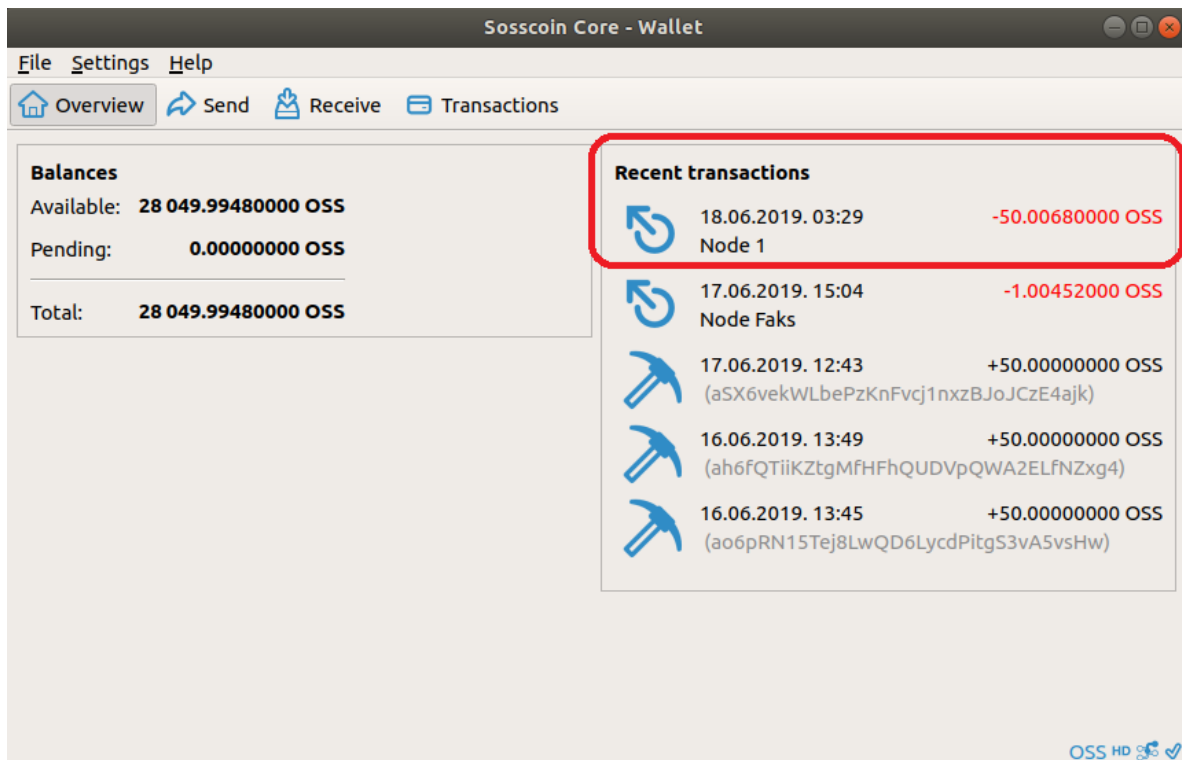 Sosscoin Core - Wallet
File Settings Help
Overview Send Receive Transactions
Balances
Available: 28 049.99480000 OSS
Pending: 0.00000000 OSS
Total: 28 049.99480000 OSS
Recent transactions
18.06.2019. 03:29 -50.00680000 OSS
Node 1
17.06.2019. 15:04 -1.00452000 OSS
Node Faks
17.06.2019. 12:43 +50.00000000 OSS
(aSX6vekWLbePzKnFvcj1nxzBJoJCzE4ajk)
16.06.2019. 13:49 +50.00000000 OSS
(ah6fQTiiKZtgMfHFhQUDVpQWA2ELfNZxg4)
16.06.2019. 13:45 +50.00000000 OSS
(ao6pRN15Tej8LwQD6LycdPitgS3vA5vsHw)
OSS HD